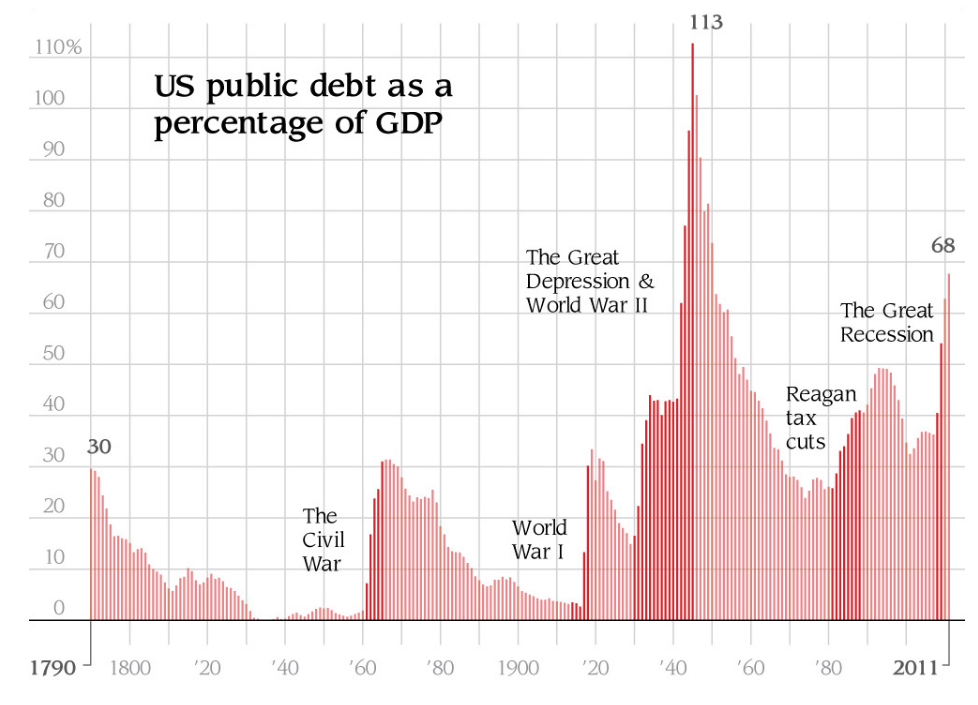 113
110%
US public debt as a
percentage of GDP
100
90
80
70
60
50
40
30
20
10
0
30
The
Civil
War
World
War I
The Great
Depression &
World War II
Reagan
tax
cuts
The Great
Recession
68
1790 1800 '20 '40 '60 '80 1900 '20 '40 '60 '80 2011